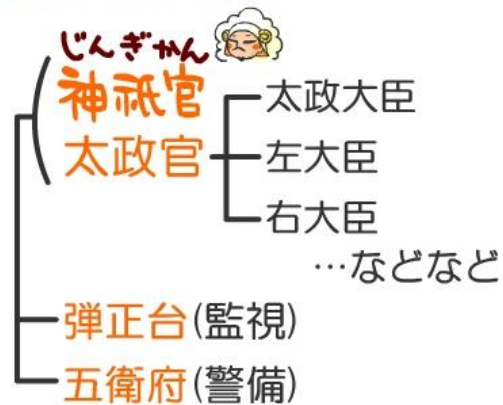 じんぎかん
神祇官
太政官
太政大臣
左大臣
右大臣
…などなど
弾正台(監視)
五衛府(警備)